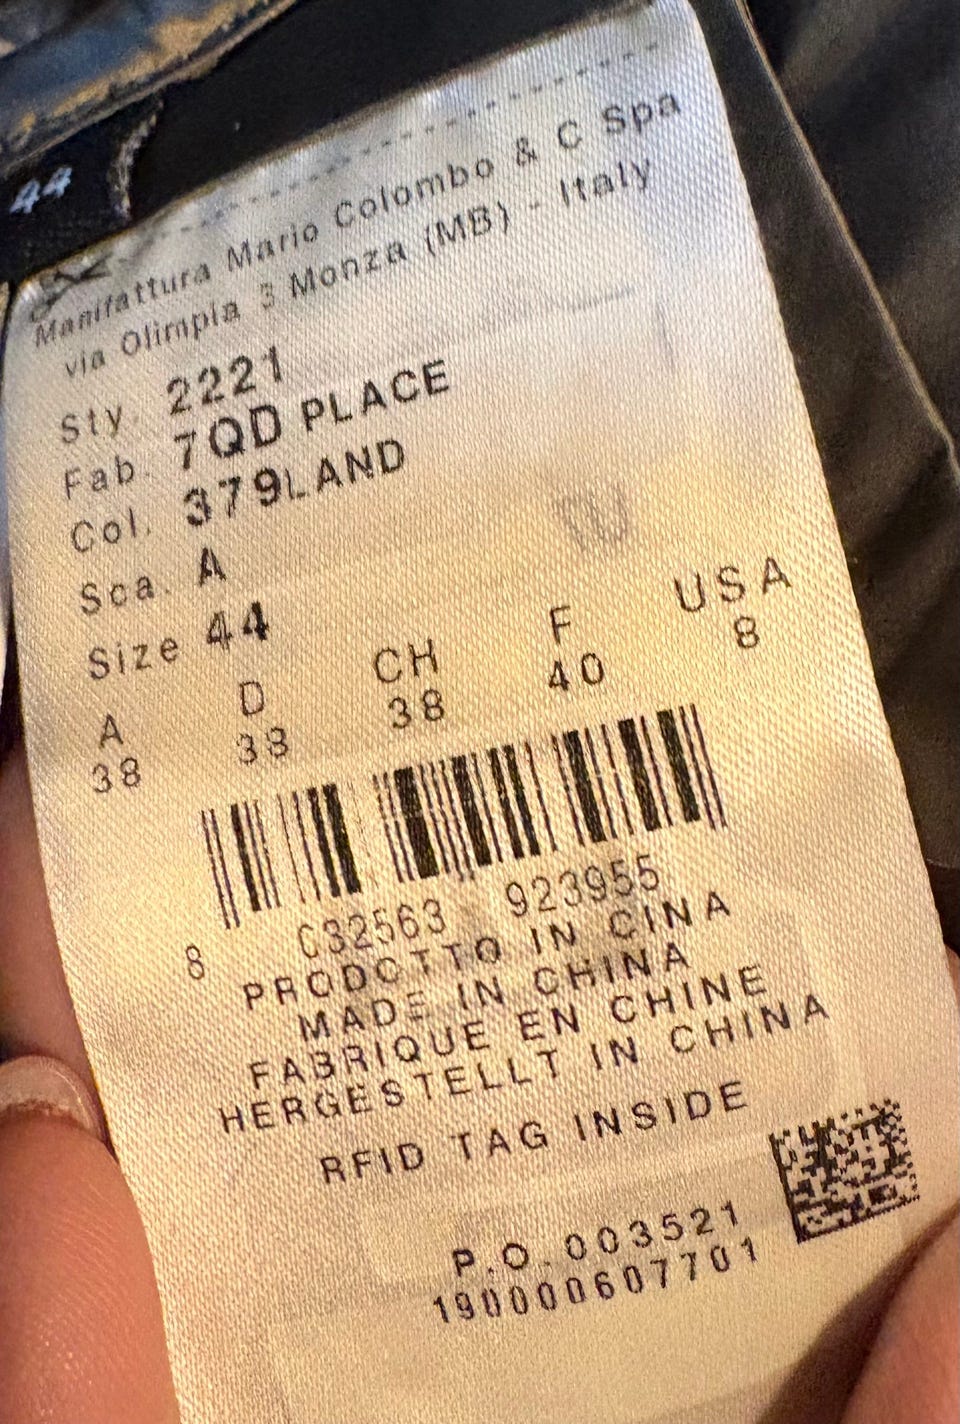 44
Manifattura Mario Colombo & C Spa
via Olimpia 3 Monza (MB) - Italy
Sty. 2221
Fab. 7QD PLACE
Col. 379LAND
Sca. A
Size 44
A D CH F USA
38 38 38 40 8
8 032563 923955
PRODOTTO IN CINA
MADE IN CHINA
FABRIQUE EN CHINE
HERGESTELLT IN CHINA
RFID TAG INSIDE
P.O. 003521
190000607701